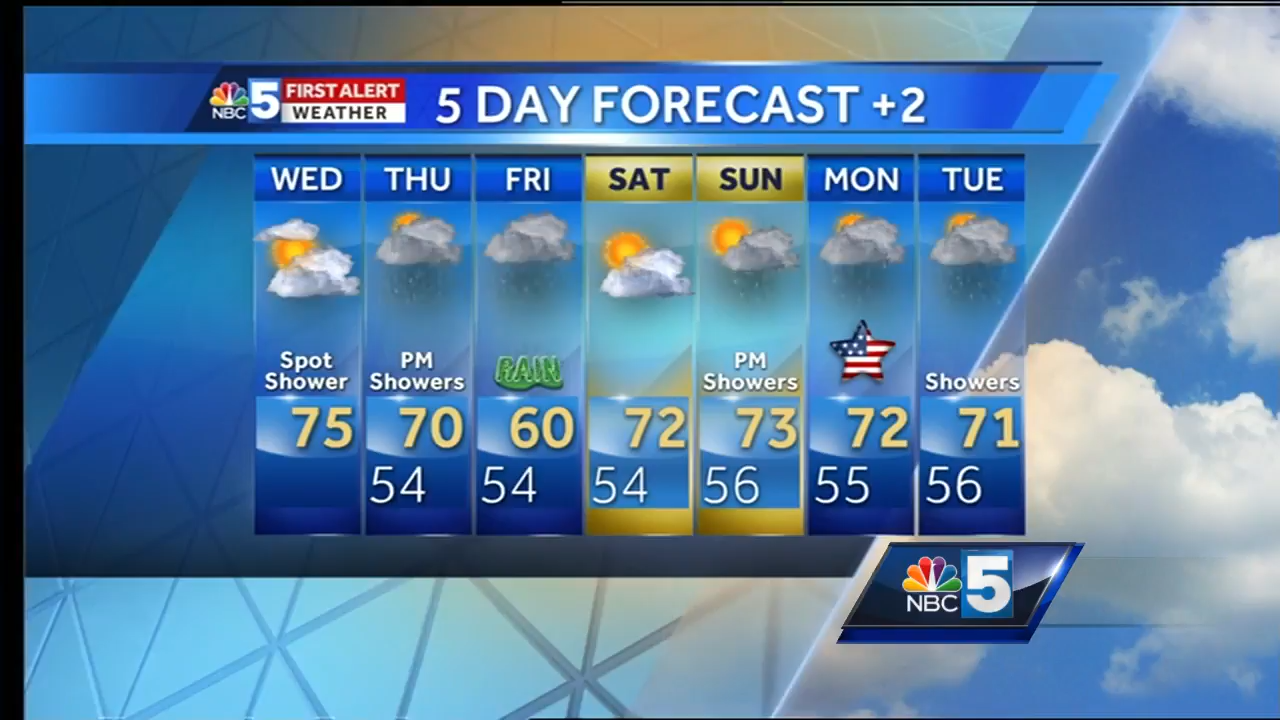 NBC 5 FIRST ALERT WEATHER
5 DAY FORECAST +2
WED THU FRI SAT SUN MON TUE
Spot Shower
PM Showers
RAIN
PM Showers
Showers
75 70 60 72 73 72 71
54 54 54 56 55 56
NBC 5